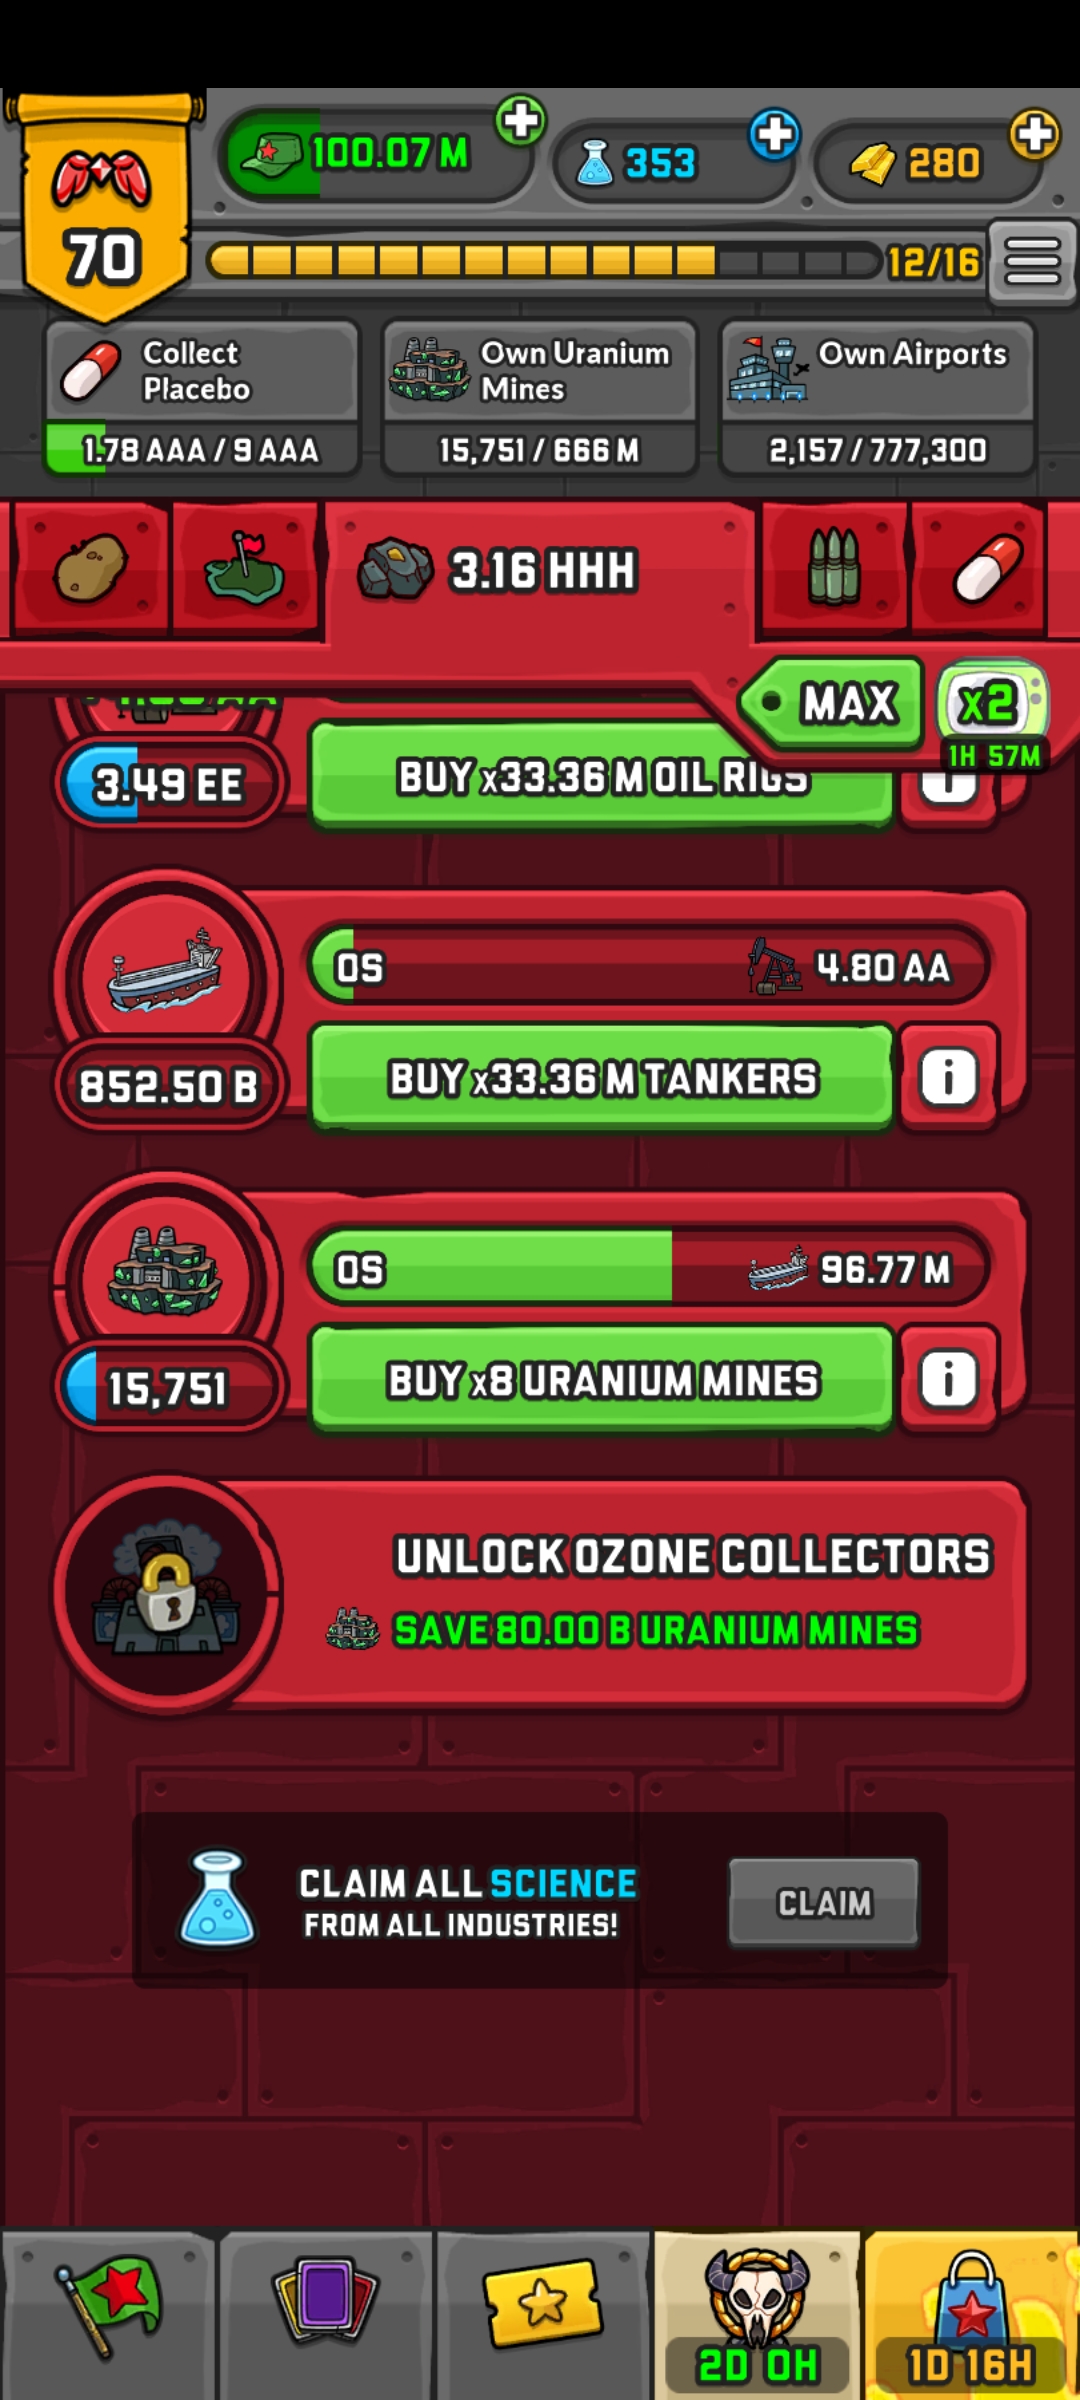 100.07 M
353
280
70
12/16
Collect
Placebo
1.78 AAA / 9 AAA
Own Uranium
Mines
15,751 / 666 M
Own Airports
2,157 / 777,300
3.16 HHH
MAX
x2
1H 57M
3.49 EE
BUY x33.36 M OIL RIGS
0S
4.80 AA
852.50 B
BUY x33.36 M TANKERS
i
0S
96.77 M
15,751
BUY x8 URANIUM MINES
i
UNLOCK OZONE COLLECTORS
SAVE 80.00 B URANIUM MINES
CLAIM ALL SCIENCE
FROM ALL INDUSTRIES!
CLAIM
2D 0H
1D 16H